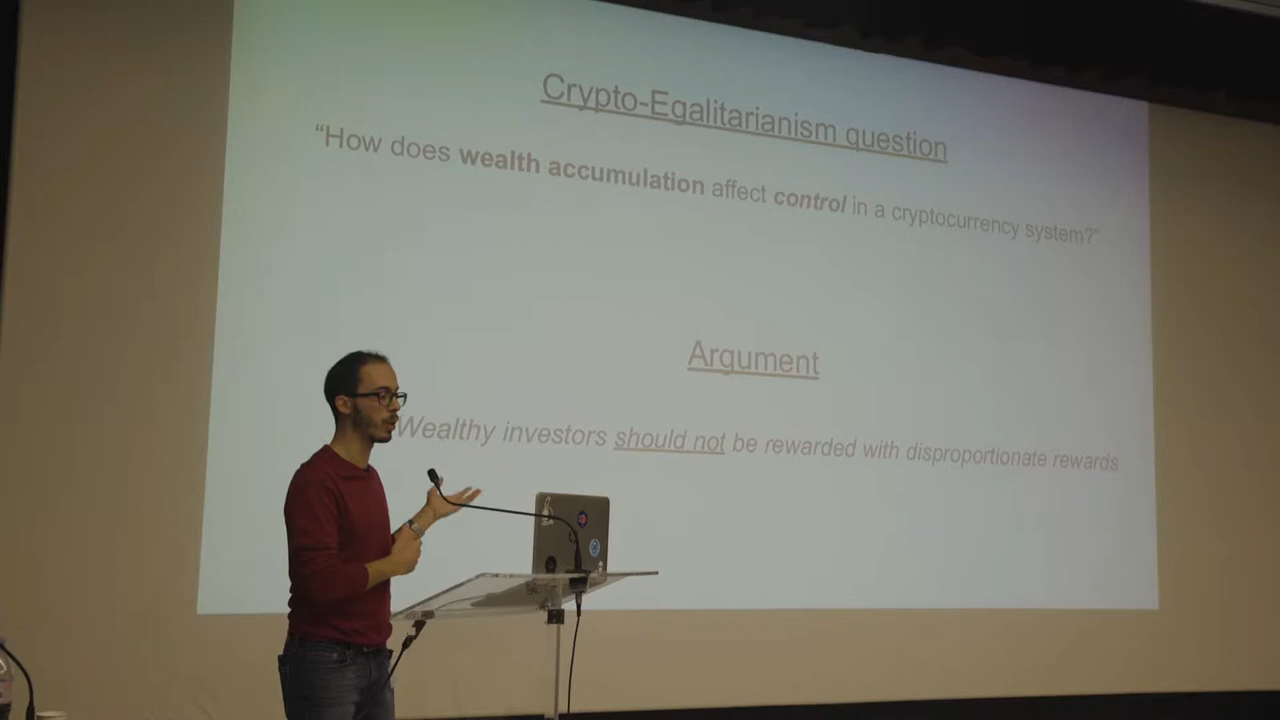 Crypto-Egalitarianism question
“How does wealth accumulation affect control in a cryptocurrency system?”
Argument
Wealthy investors should not be rewarded with disproportionate rewards